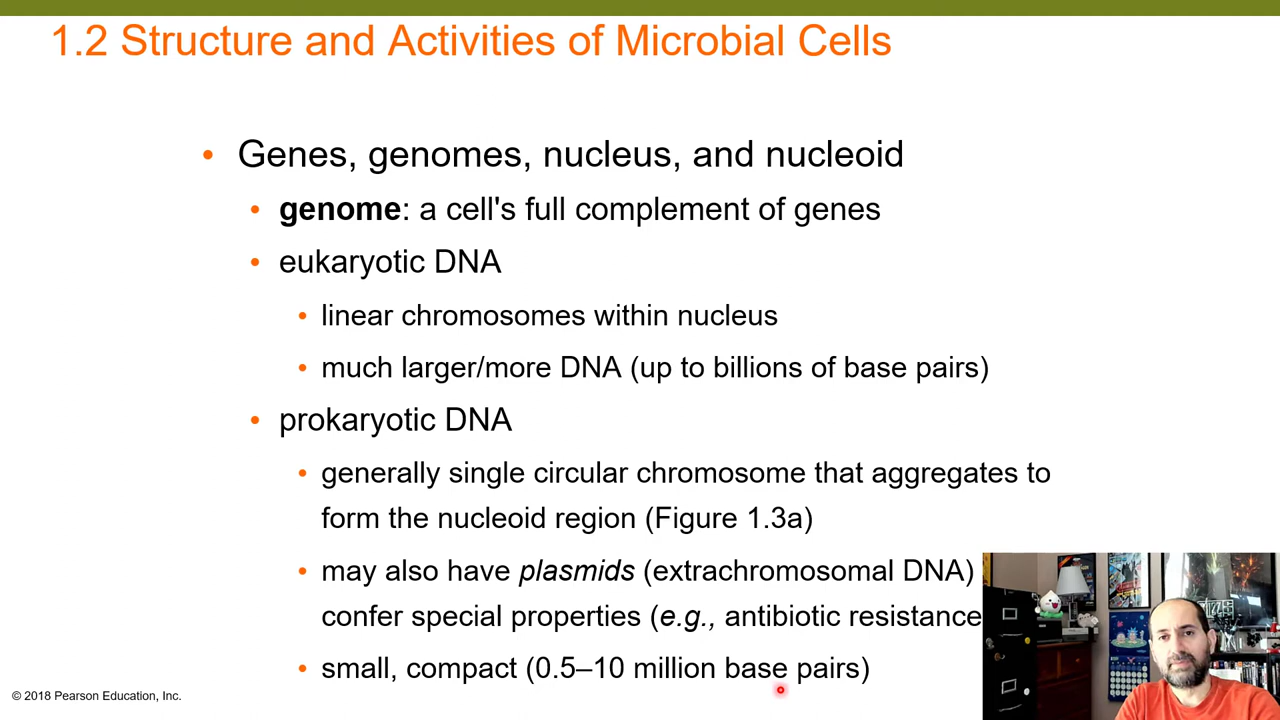 1.2 Structure and Activities of Microbial Cells
• Genes, genomes, nucleus, and nucleoid
• genome: a cell's full complement of genes
• eukaryotic DNA
• linear chromosomes within nucleus
• much larger/more DNA (up to billions of base pairs)
• prokaryotic DNA
• generally single circular chromosome that aggregates to
form the nucleoid region (Figure 1.3a)
• may also have plasmids (extrachromosomal DNA)
confer special properties (e.g., antibiotic resistance
• small, compact (0.5–10 million base pairs)
© 2018 Pearson Education, Inc.